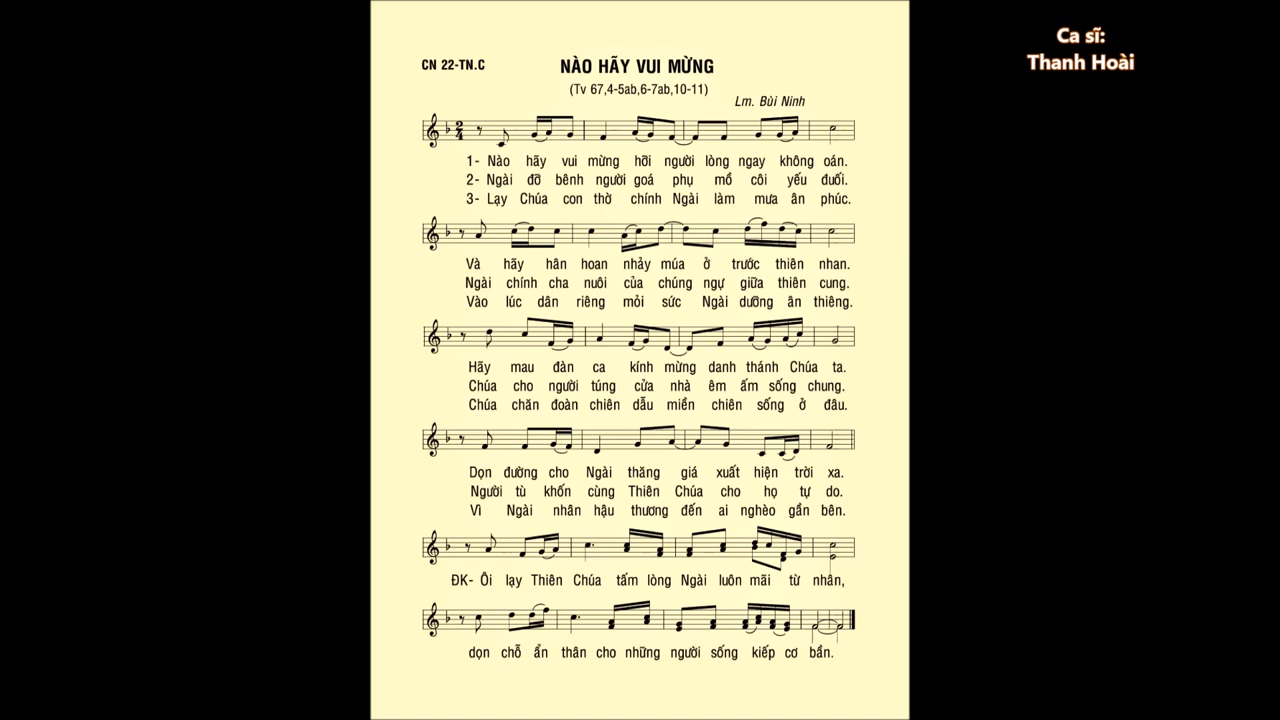 Ca sĩ:
Thanh Hoài
CN 22-TN.C
NÀO HÃY VUI MỪNG
(Tv 67,4-5ab,6-7ab,10-11)
Lm. Bùi Ninh
1- Nào hãy vui mừng hỡi người lòng ngay không oán.
2- Ngài đỡ bênh người goá phụ mồ côi yếu đuối.
3- Lạy Chúa con thờ chính Ngài làm mưa ân phúc.
Và hãy hân hoan nhảy múa ở trước thiên nhan.
Ngài chính cha nuôi của chúng ngự giữa thiên cung.
Vào lúc dân riêng mỏi sức Ngài dưỡng ân thiêng.
Hãy mau đàn ca kính mừng danh thánh Chúa ta.
Chúa cho người túng cửa nhà êm ấm sống chung.
Chúa chăn đoàn chiên dẫu miền chiên sống ở đâu.
Dọn đường cho Ngài thăng giá xuất hiện trời xa.
Người tù khốn cùng Thiên Chúa cho họ tự do.
Vì Ngài nhân hậu thương đến ai nghèo gần bên.
ĐK- Ôi lạy Thiên Chúa tấm lòng Ngài luôn mãi từ nhân,
dọn chỗ ẩn thân cho những người sống kiếp cơ bần.